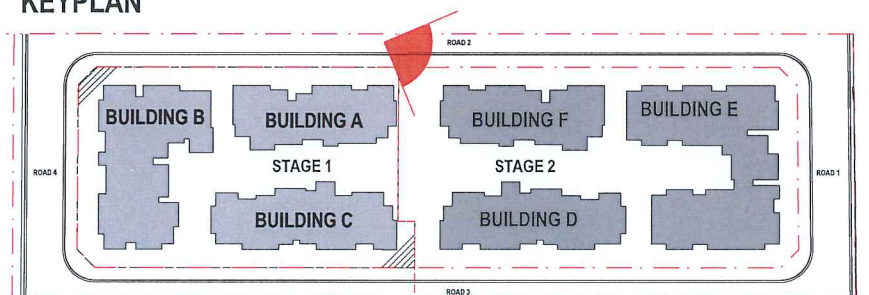 KEYPLAN
ROAD 2
BUILDING B
BUILDING A
BUILDING F
BUILDING E
ROAD 4
STAGE 1
STAGE 2
ROAD 1
BUILDING C
BUILDING D
ROAD 3